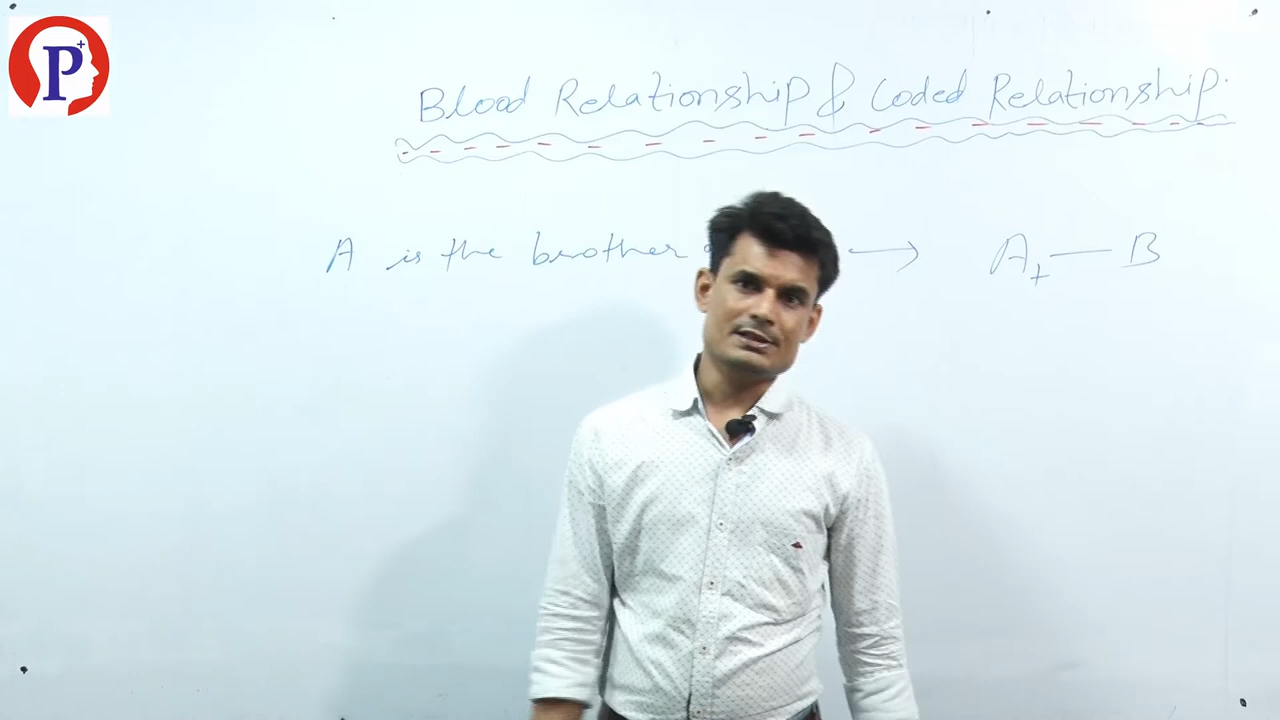 P+
Blood Relationship & Coded Relationship.
A is the brother → A+ — B